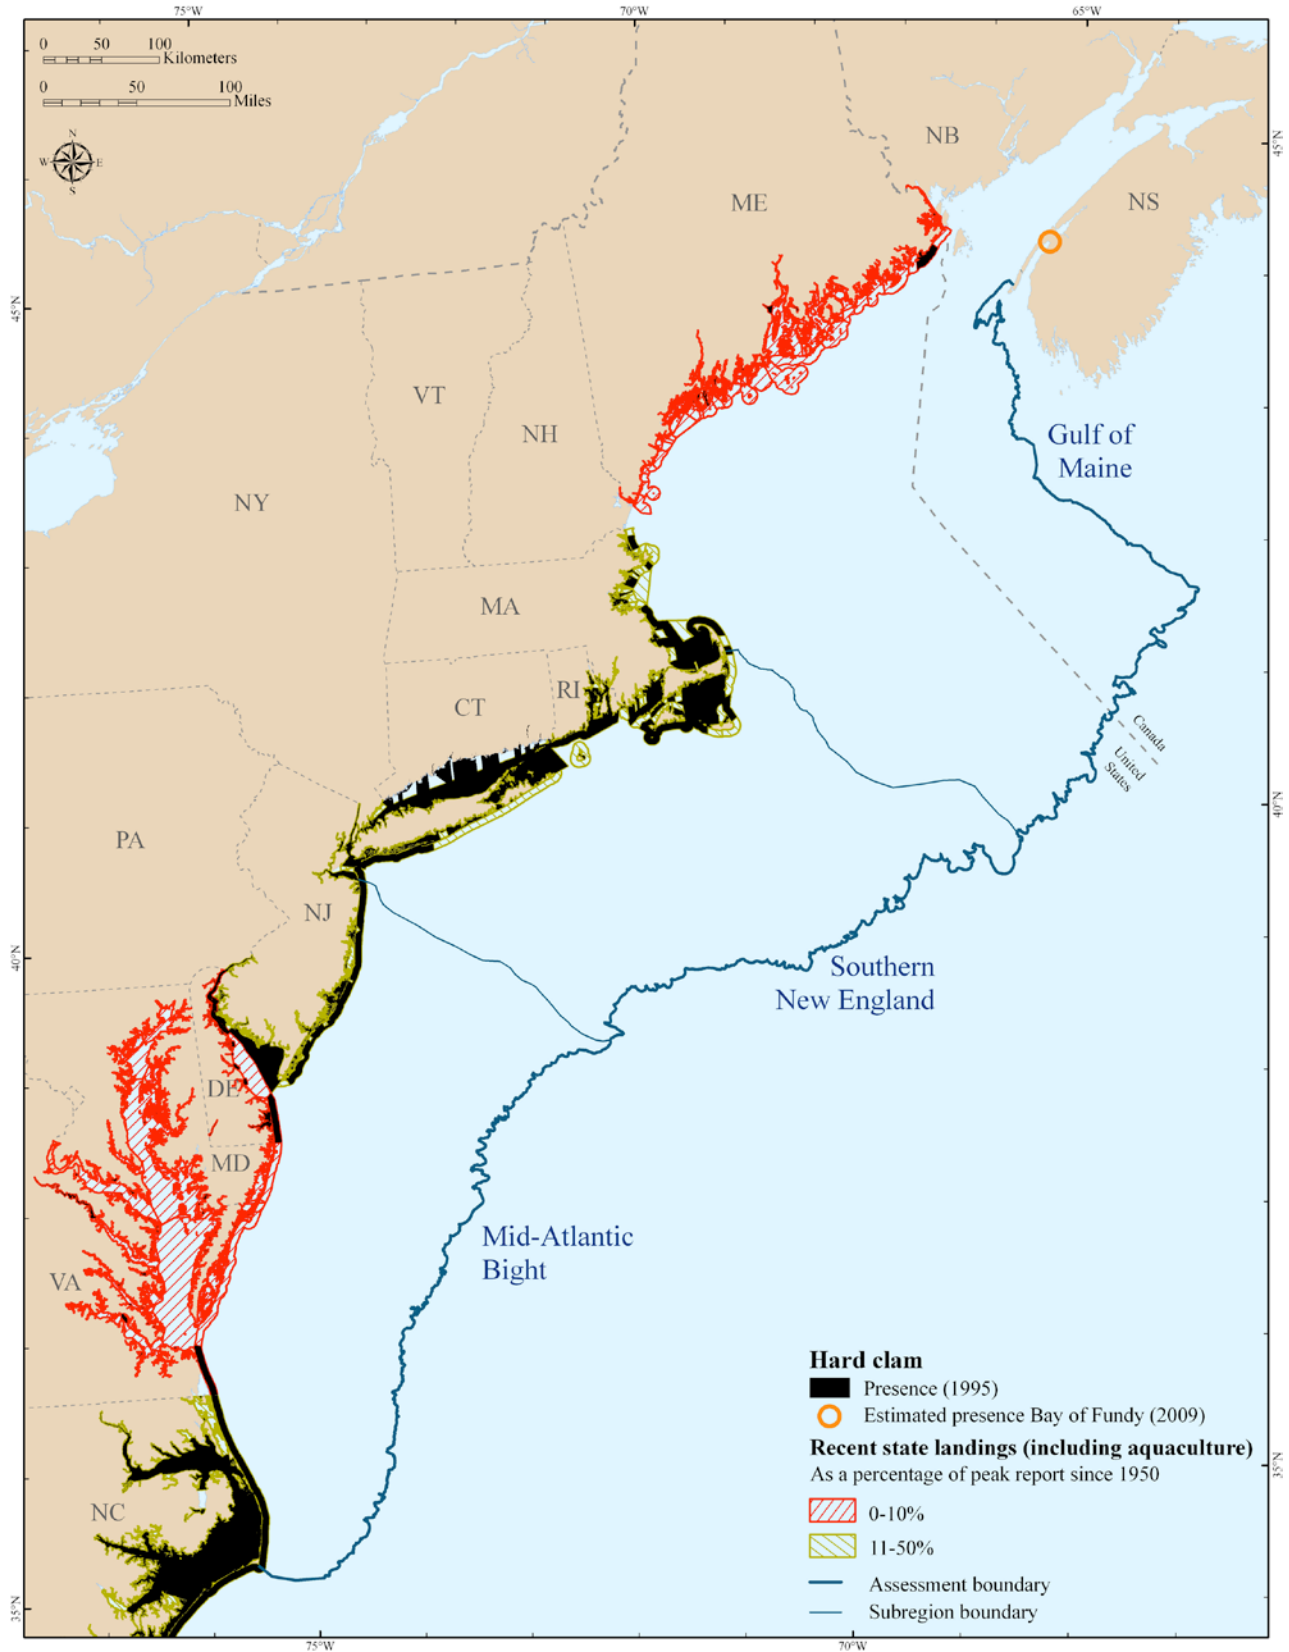 75°W
70°W
65°W
0 50 100
Kilometers
0 50 100
Miles
N
W E
S
NB
45°N
ME
NS
45°N
VT
NH
Gulf of
Maine
NY
MA
CT
RI
Canada
United
States
40°N
PA
NJ
40°N
Southern
New England
DE
MD
Mid-Atlantic
Bight
VA
Hard clam
Presence (1995)
Estimated presence Bay of Fundy (2009)
Recent state landings (including aquaculture)
As a percentage of peak report since 1950
35°N
NC
0-10%
11-50%
Assessment boundary
Subregion boundary
35°N
75°W
70°W